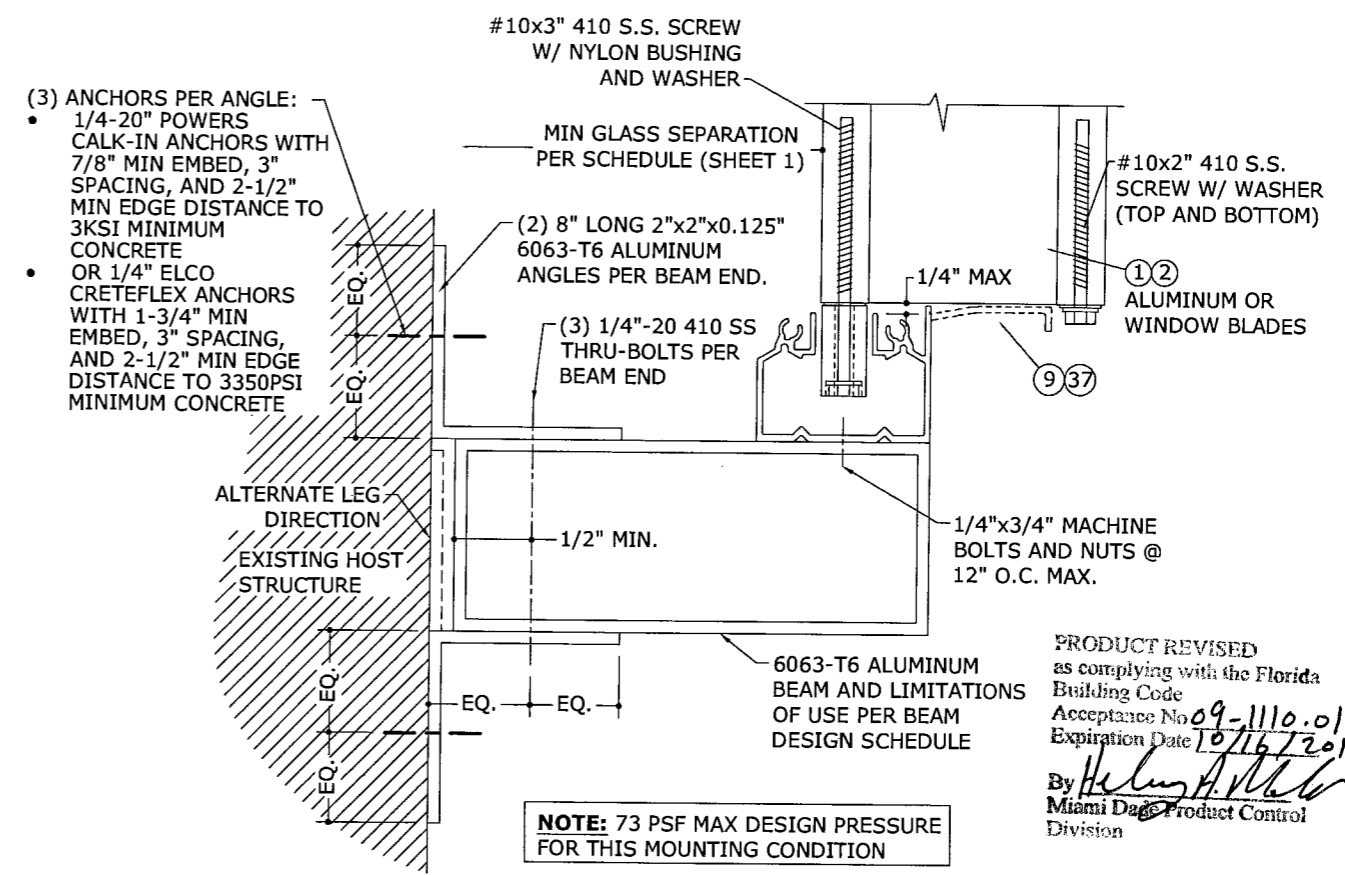 #10x3" 410 S.S. SCREW
W/ NYLON BUSHING
AND WASHER
(3) ANCHORS PER ANGLE:
• 1/4-20" POWERS
CALK-IN ANCHORS WITH
7/8" MIN EMBED, 3"
SPACING, AND 2-1/2"
MIN EDGE DISTANCE TO
3KSI MINIMUM
CONCRETE
• OR 1/4" ELCO
CRETEFLEX ANCHORS
WITH 1-3/4" MIN
EMBED, 3" SPACING,
AND 2-1/2" MIN EDGE
DISTANCE TO 3350PSI
MINIMUM CONCRETE
MIN GLASS SEPARATION
PER SCHEDULE (SHEET 1)
#10x2" 410 S.S.
SCREW W/ WASHER
(TOP AND BOTTOM)
(2) 8" LONG 2"x2"x0.125"
6063-T6 ALUMINUM
ANGLES PER BEAM END.
1/4" MAX
1 2
ALUMINUM OR
WINDOW BLADES
EQ.
EQ.
(3) 1/4"-20 410 SS
THRU-BOLTS PER
BEAM END
9 37
ALTERNATE LEG
DIRECTION
EXISTING HOST
STRUCTURE
1/2" MIN.
1/4"x3/4" MACHINE
BOLTS AND NUTS @
12" O.C. MAX.
EQ.
EQ.
EQ.
EQ.
6063-T6 ALUMINUM
BEAM AND LIMITATIONS
OF USE PER BEAM
DESIGN SCHEDULE
NOTE: 73 PSF MAX DESIGN PRESSURE
FOR THIS MOUNTING CONDITION
PRODUCT REVISED
as complying with the Florida
Building Code
Acceptance No 09-1110.01
Expiration Date 10/16/201
By
Miami Dade Product Control
Division